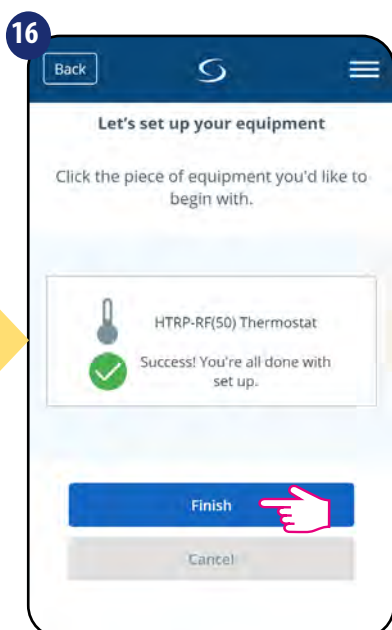 16
Back
Let's set up your equipment
Click the piece of equipment you'd like to
begin with.
HTRP-RF(50) Thermostat
Success! You're all done with
set up.
Finish
Cancel